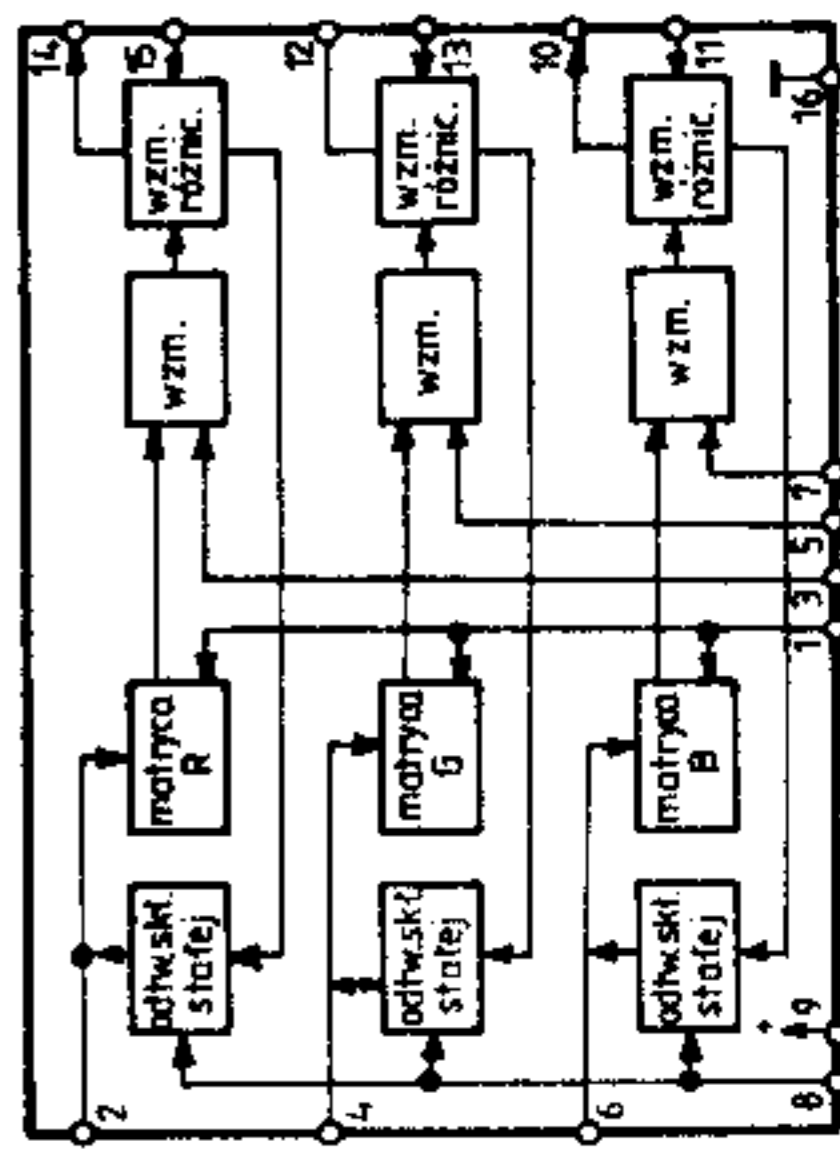 14
15
12
13
10
11
16
wzm.
różnic.
wzm.
różnic.
wzm.
różnic.
wzm.
wzm.
wzm.
7
5
3
1
matryca
R
matryca
G
matryca
B
odtw.skł.
stałej
odtw.skł.
stałej
odtw.skł.
stałej
+
9
8
2
4
6